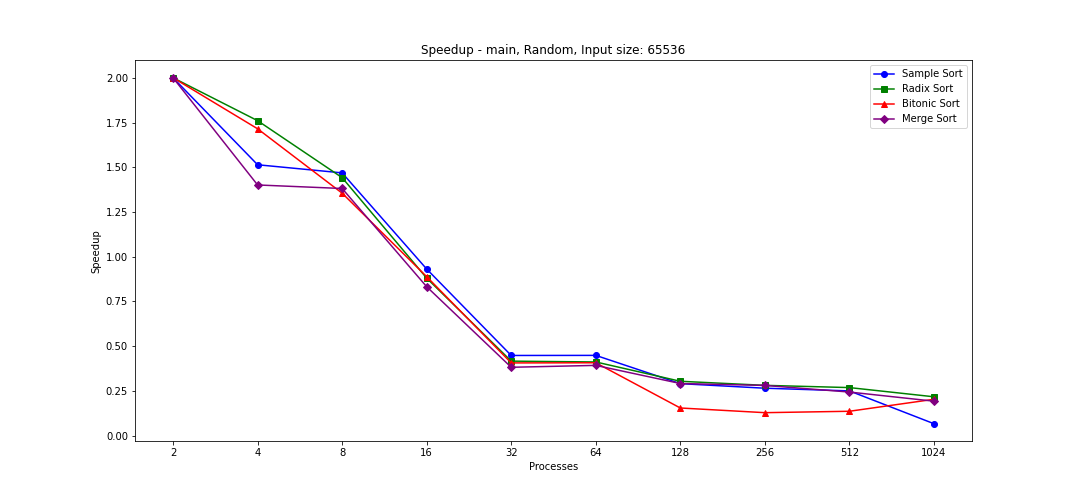 Speedup - main, Random, Input size: 65536
Sample Sort
Radix Sort
Bitonic Sort
Merge Sort
Speedup
2.00
1.75
1.50
1.25
1.00
0.75
0.50
0.25
0.00
2 4 8 16 32 64 128 256 512 1024
Processes